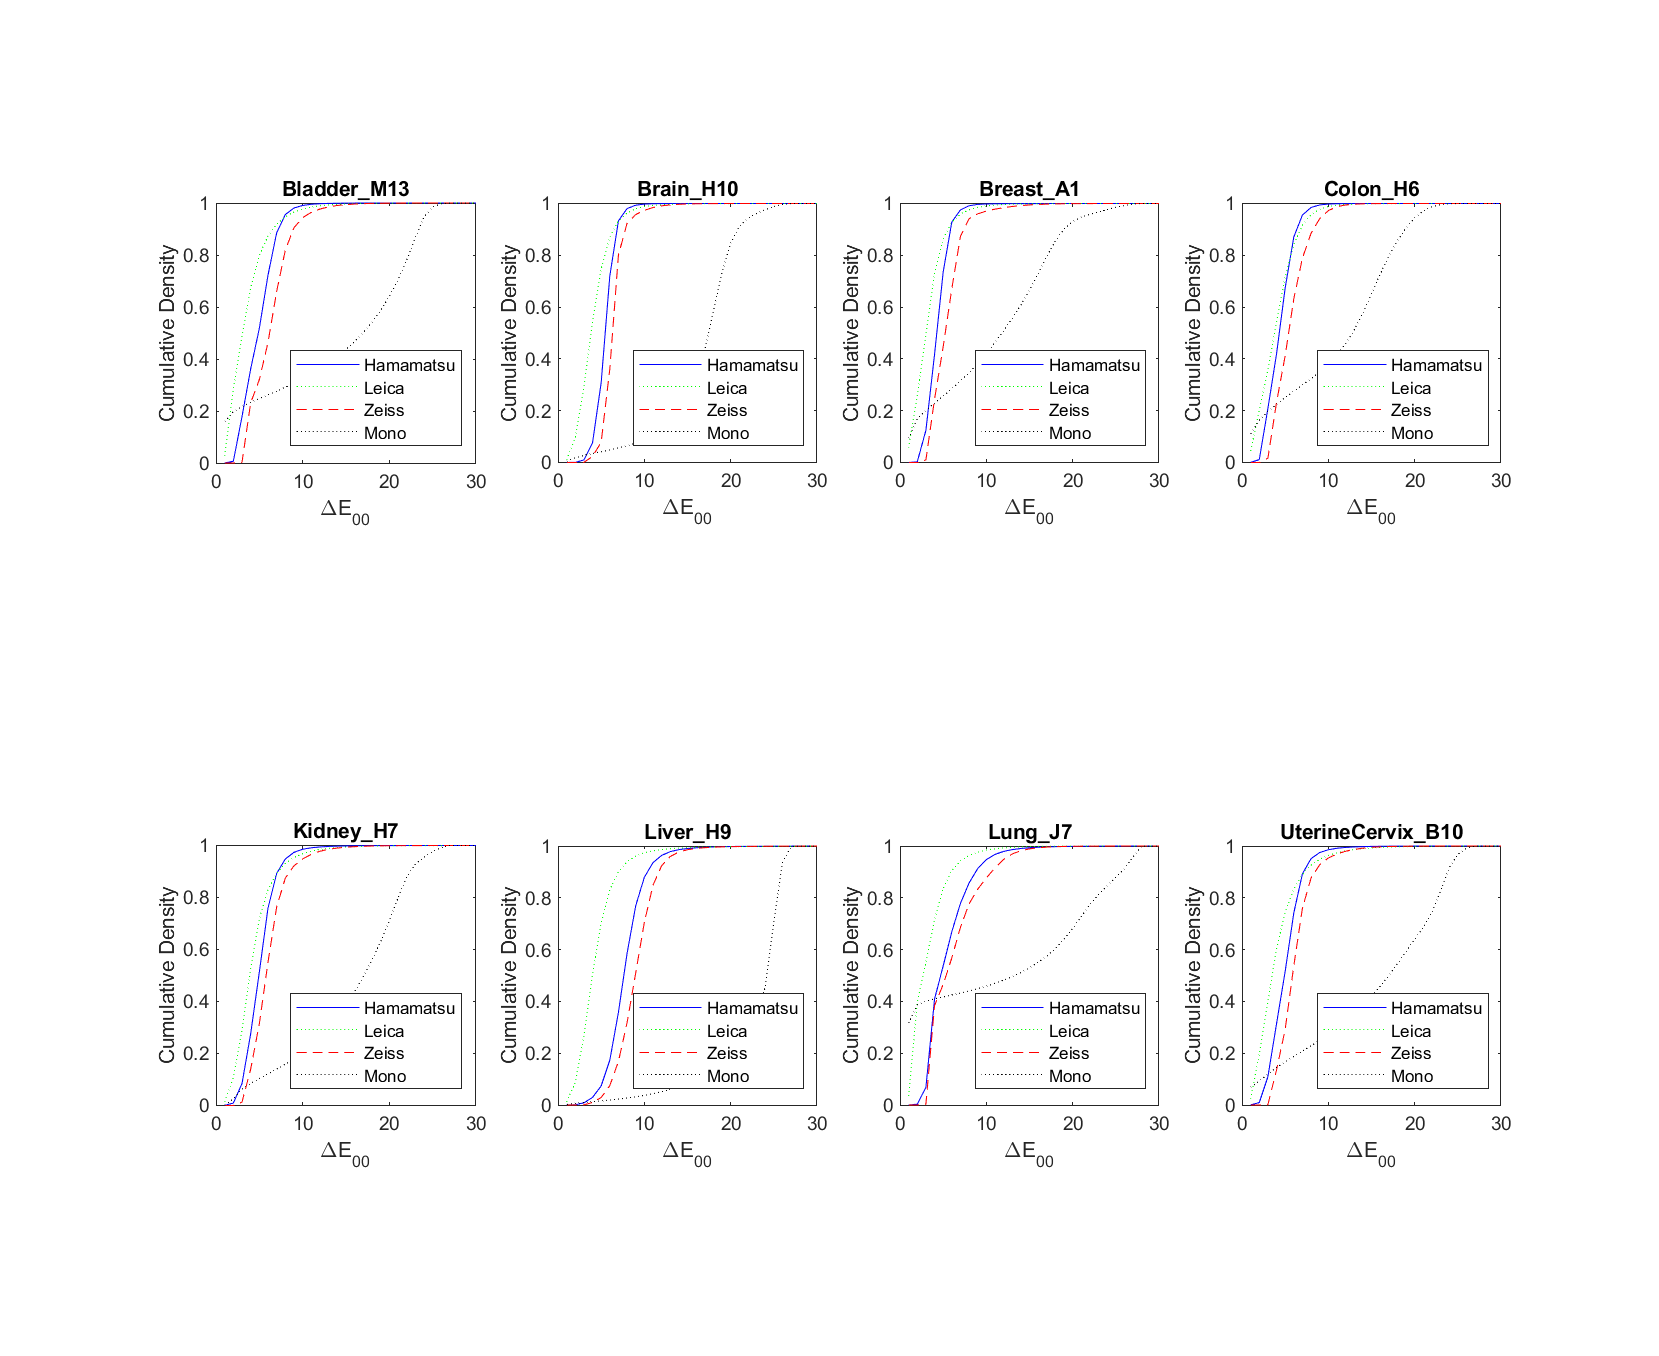 Bladder_M13
Cumulative Density
1
0.8
0.6
0.4
0.2
0
0 10 20 30
ΔE00
Hamamatsu
Leica
Zeiss
Mono
Brain_H10
Cumulative Density
1
0.8
0.6
0.4
0.2
0
0 10 20 30
ΔE00
Hamamatsu
Leica
Zeiss
Mono
Breast_A1
Cumulative Density
1
0.8
0.6
0.4
0.2
0
0 10 20 30
ΔE00
Hamamatsu
Leica
Zeiss
Mono
Colon_H6
Cumulative Density
1
0.8
0.6
0.4
0.2
0
0 10 20 30
ΔE00
Hamamatsu
Leica
Zeiss
Mono
Kidney_H7
Cumulative Density
1
0.8
0.6
0.4
0.2
0
0 10 20 30
ΔE00
Hamamatsu
Leica
Zeiss
Mono
Liver_H9
Cumulative Density
1
0.8
0.6
0.4
0.2
0
0 10 20 30
ΔE00
Hamamatsu
Leica
Zeiss
Mono
Lung_J7
Cumulative Density
1
0.8
0.6
0.4
0.2
0
0 10 20 30
ΔE00
Hamamatsu
Leica
Zeiss
Mono
UterineCervix_B10
Cumulative Density
1
0.8
0.6
0.4
0.2
0
0 10 20 30
ΔE00
Hamamatsu
Leica
Zeiss
Mono